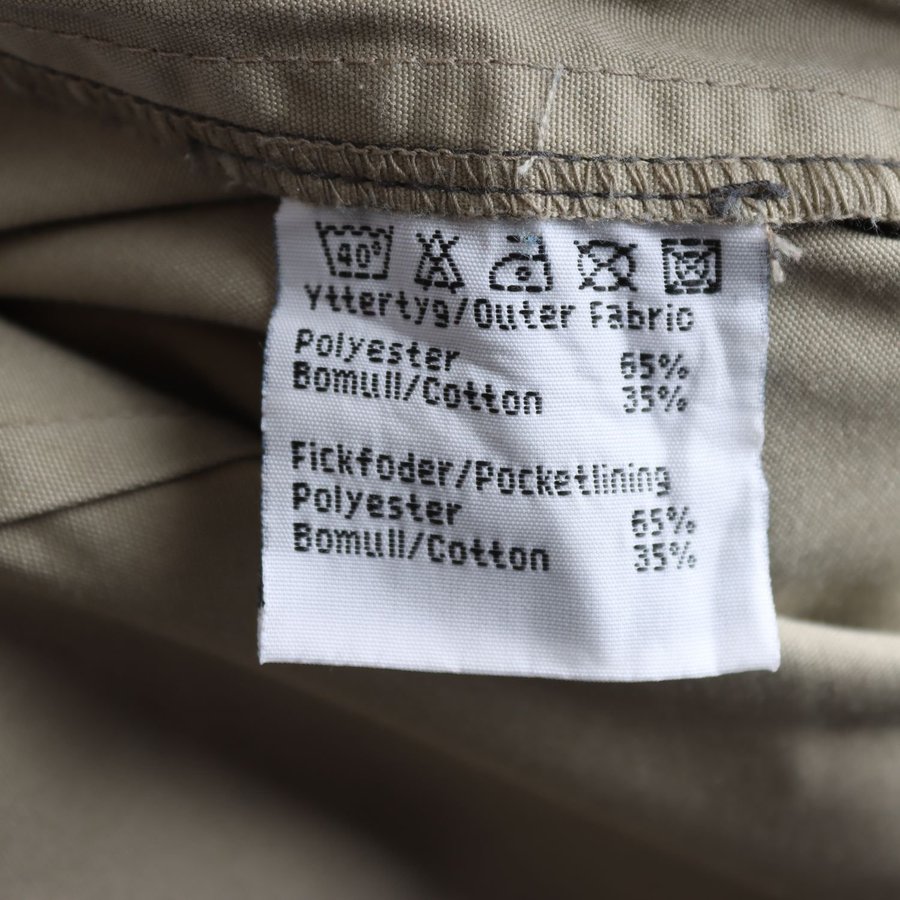 40°
Yttertyg/Outer Fabric
Polyester 65%
Bomull/Cotton 35%
Fickfoder/Pocketlining
Polyester 65%
Bomull/Cotton 35%